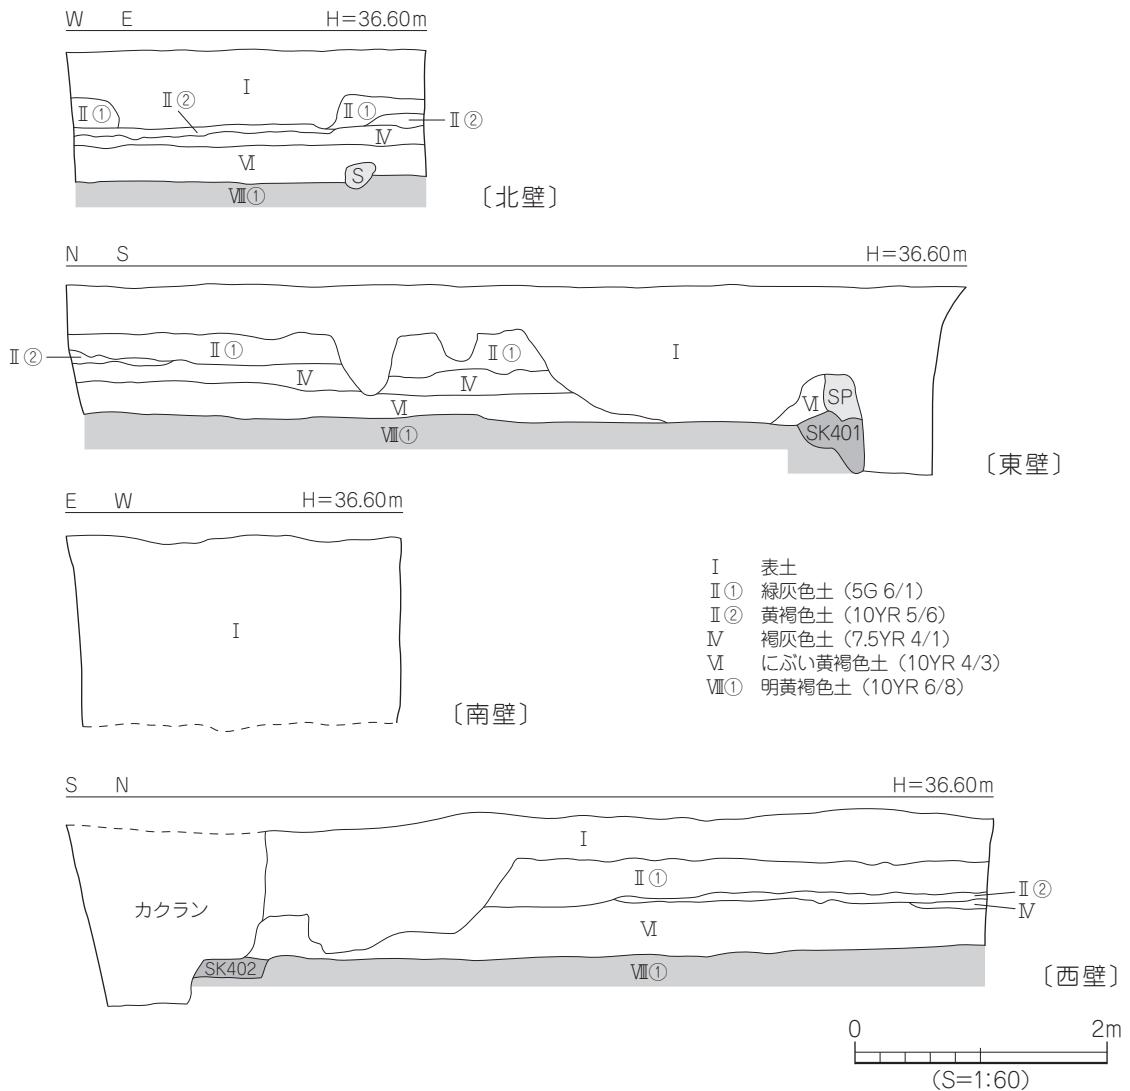 W E H=36.60m
Ⅰ
Ⅱ② Ⅱ① Ⅱ① Ⅱ②
Ⅳ
Ⅵ S
Ⅷ①
〔北壁〕
N S H=36.60m
Ⅱ② Ⅱ① Ⅱ① Ⅰ
Ⅳ Ⅳ
Ⅵ Ⅵ SP
Ⅷ① SK401
〔東壁〕
E W H=36.60m
Ⅰ
〔南壁〕
Ⅰ 表土
Ⅱ① 緑灰色土（5G 6/1）
Ⅱ② 黄褐色土（10YR 5/6）
Ⅳ 褐灰色土（7.5YR 4/1）
Ⅵ にぶい黄褐色土（10YR 4/3）
Ⅷ① 明黄褐色土（10YR 6/8）
S N H=36.60m
Ⅰ
Ⅱ① Ⅱ②
カクラン Ⅳ
Ⅵ
SK402 Ⅷ①
〔西壁〕
0 2m
(S=1:60)